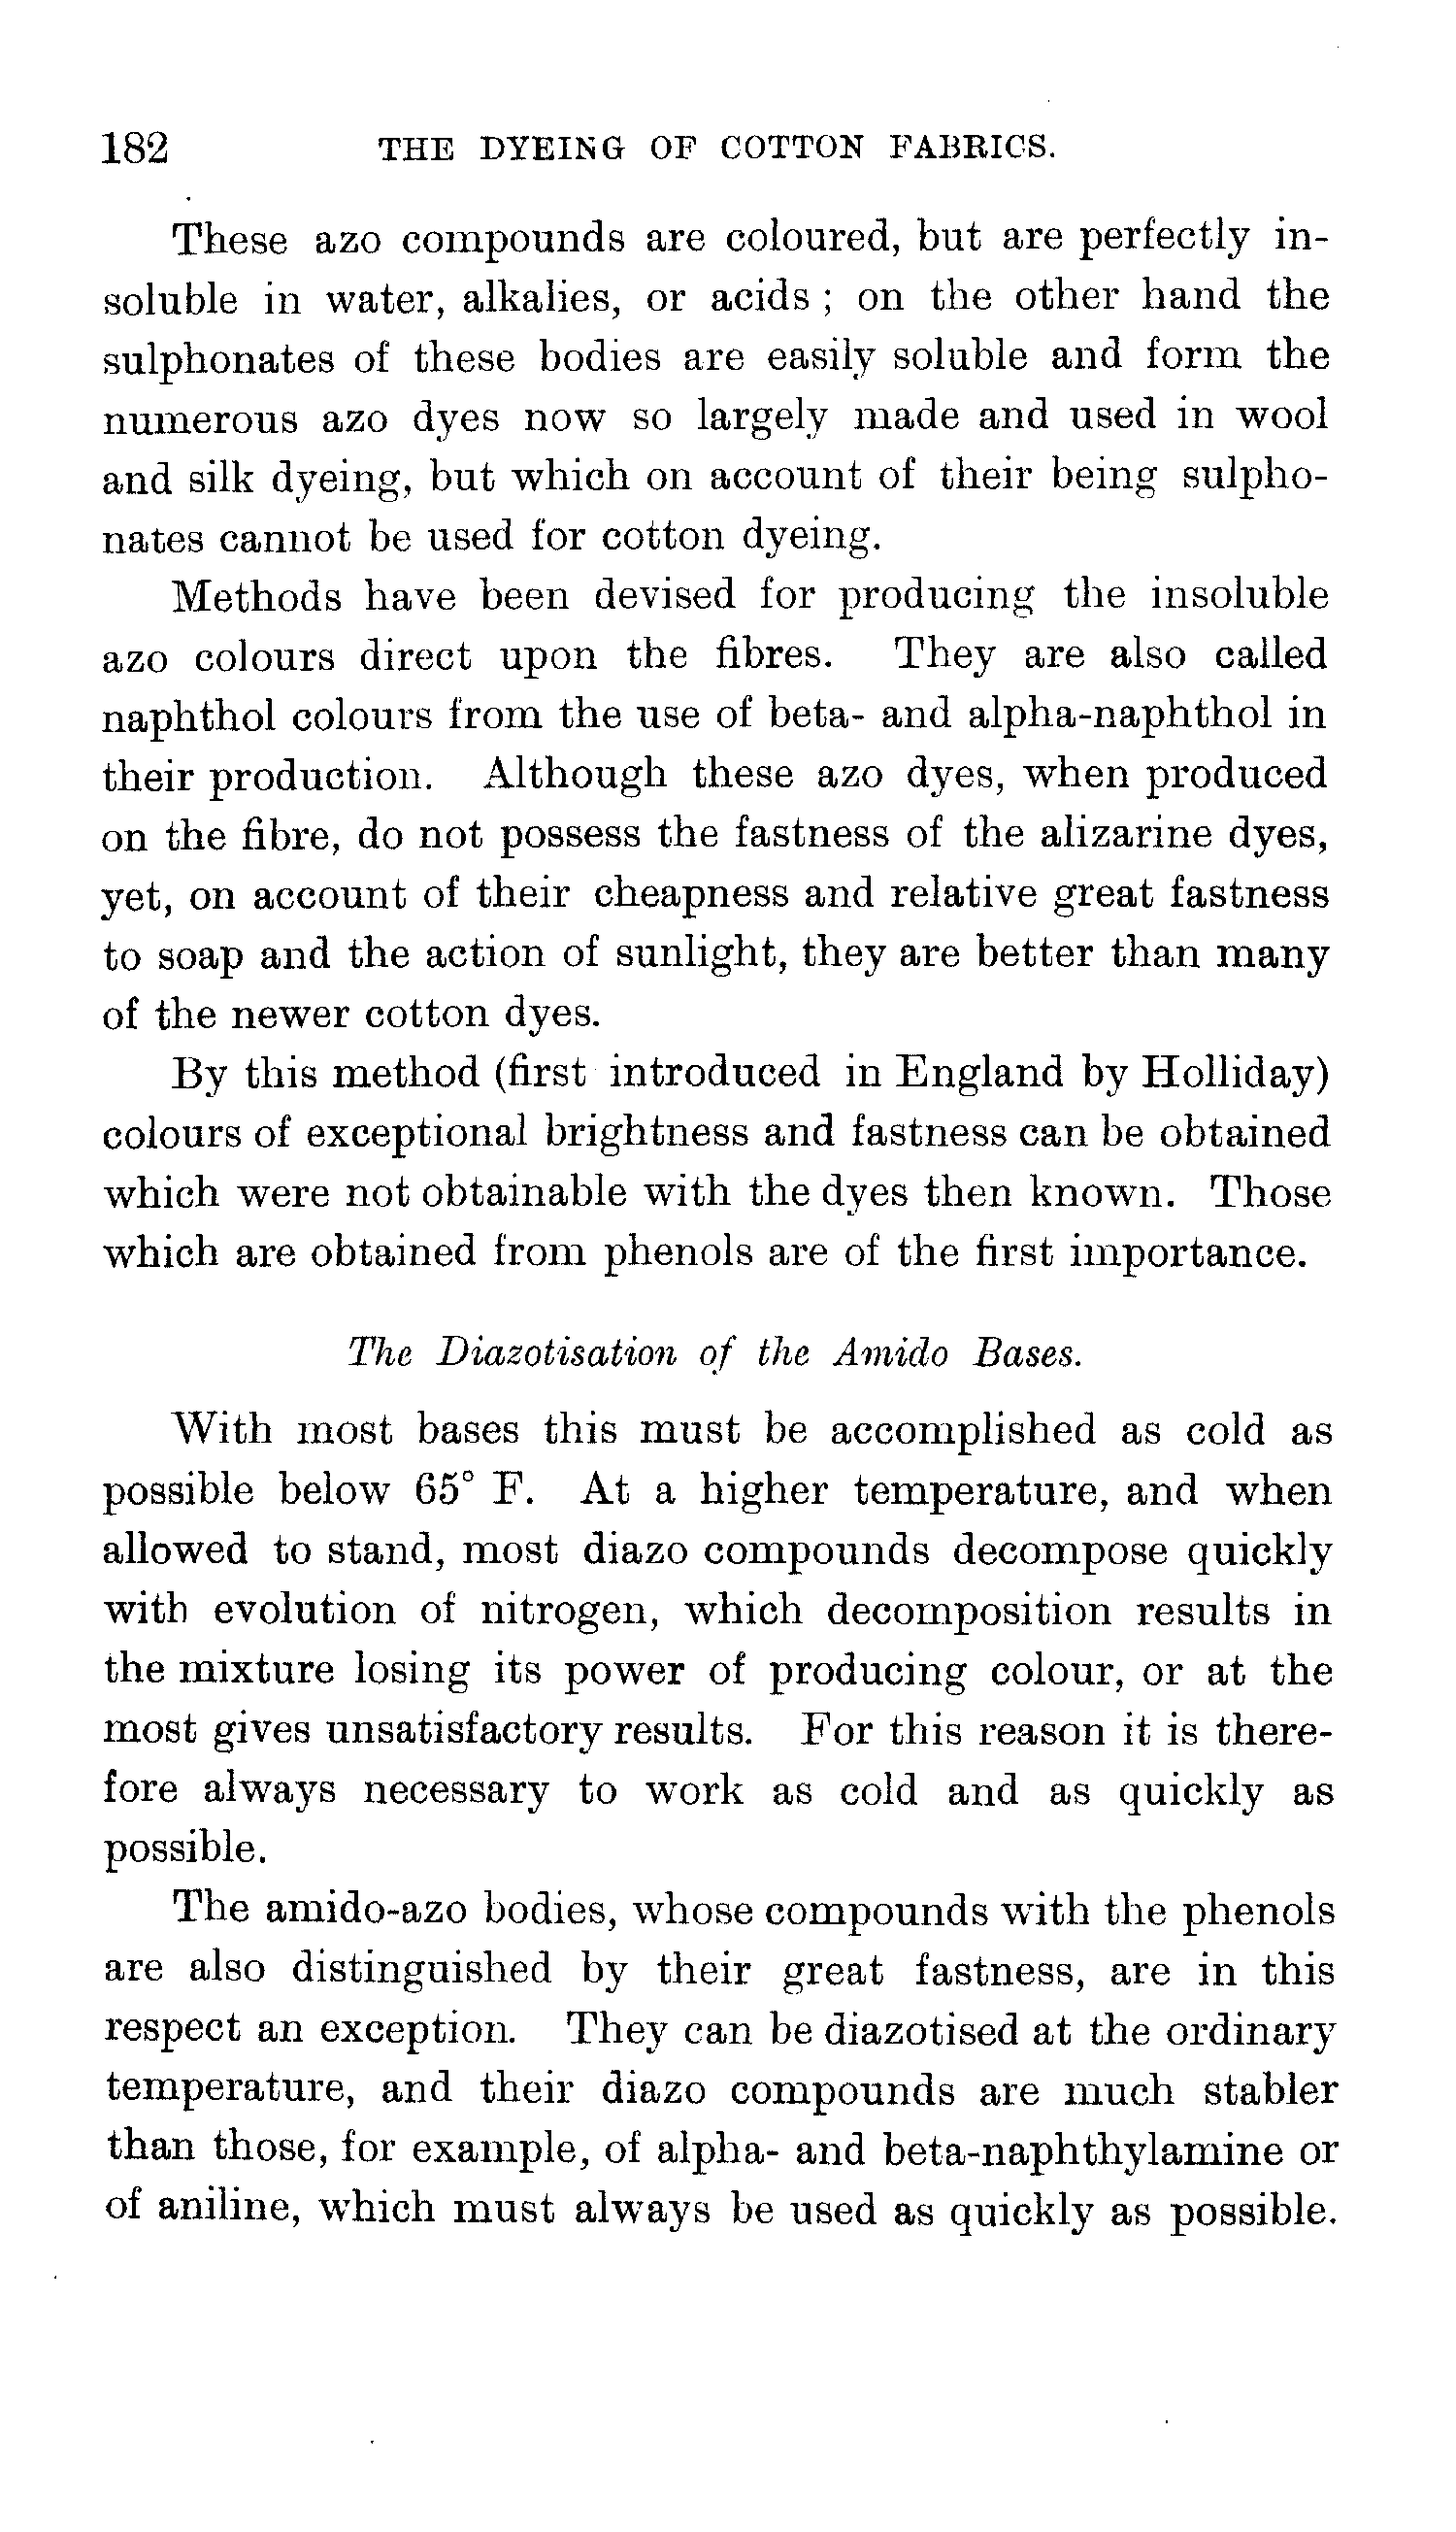 182 THE DYEING OF COTTON FABRICS.
These azo compounds are coloured, but are perfectly in-
soluble in water, alkalies, or acids ; on the other hand the
sulphonates of these bodies are easily soluble and form the
numerous azo dyes now so largely made and used in wool
and silk dyeing, but which on account of their being sulpho-
nates cannot be used for cotton dyeing.
Methods have been devised for producing the insoluble
azo colours direct upon the fibres. They are also called
naphthol colours from the use of beta- and alpha-naphthol in
their production. Although these azo dyes, when produced
on the fibre, do not possess the fastness of the alizarine dyes,
yet, on account of their cheapness and relative great fastness
to soap and the action of sunlight, they are better than many
of the newer cotton dyes.
By this method (first introduced in England by Holliday)
colours of exceptional brightness and fastness can be obtained
which were not obtainable with the dyes then known. Those
which are obtained from phenols are of the first importance.
The Diazotisation of the Amido Bases.
With most bases this must be accomplished as cold as
possible below 65° F. At a higher temperature, and when
allowed to stand, most diazo compounds decompose quickly
with evolution of nitrogen, which decomposition results in
the mixture losing its power of producing colour, or at the
most gives unsatisfactory results. For this reason it is there-
fore always necessary to work as cold and as quickly as
possible.
The amido-azo bodies, whose compounds with the phenols
are also distinguished by their great fastness, are in this
respect an exception. They can be diazotised at the ordinary
temperature, and their diazo compounds are much stabler
than those, for example, of alpha- and beta-naphthylamine or
of aniline, which must always be used as quickly as possible.